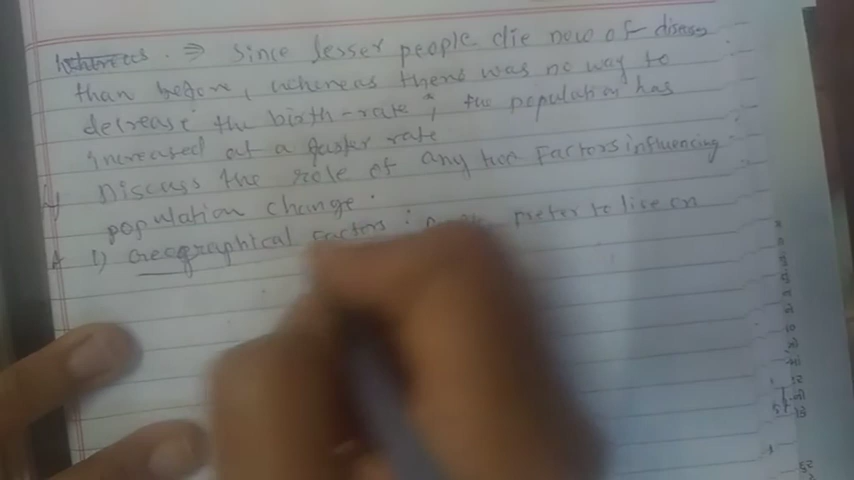 whereas. ⇒ since lesser people die now of diseas
than before, whereas there was no way to
decrease the birth-rate, the population has
increased at a faster rate
Discuss the role of any two Factors influencing
population change.
A 1) Geographical Factors: prefer to live on